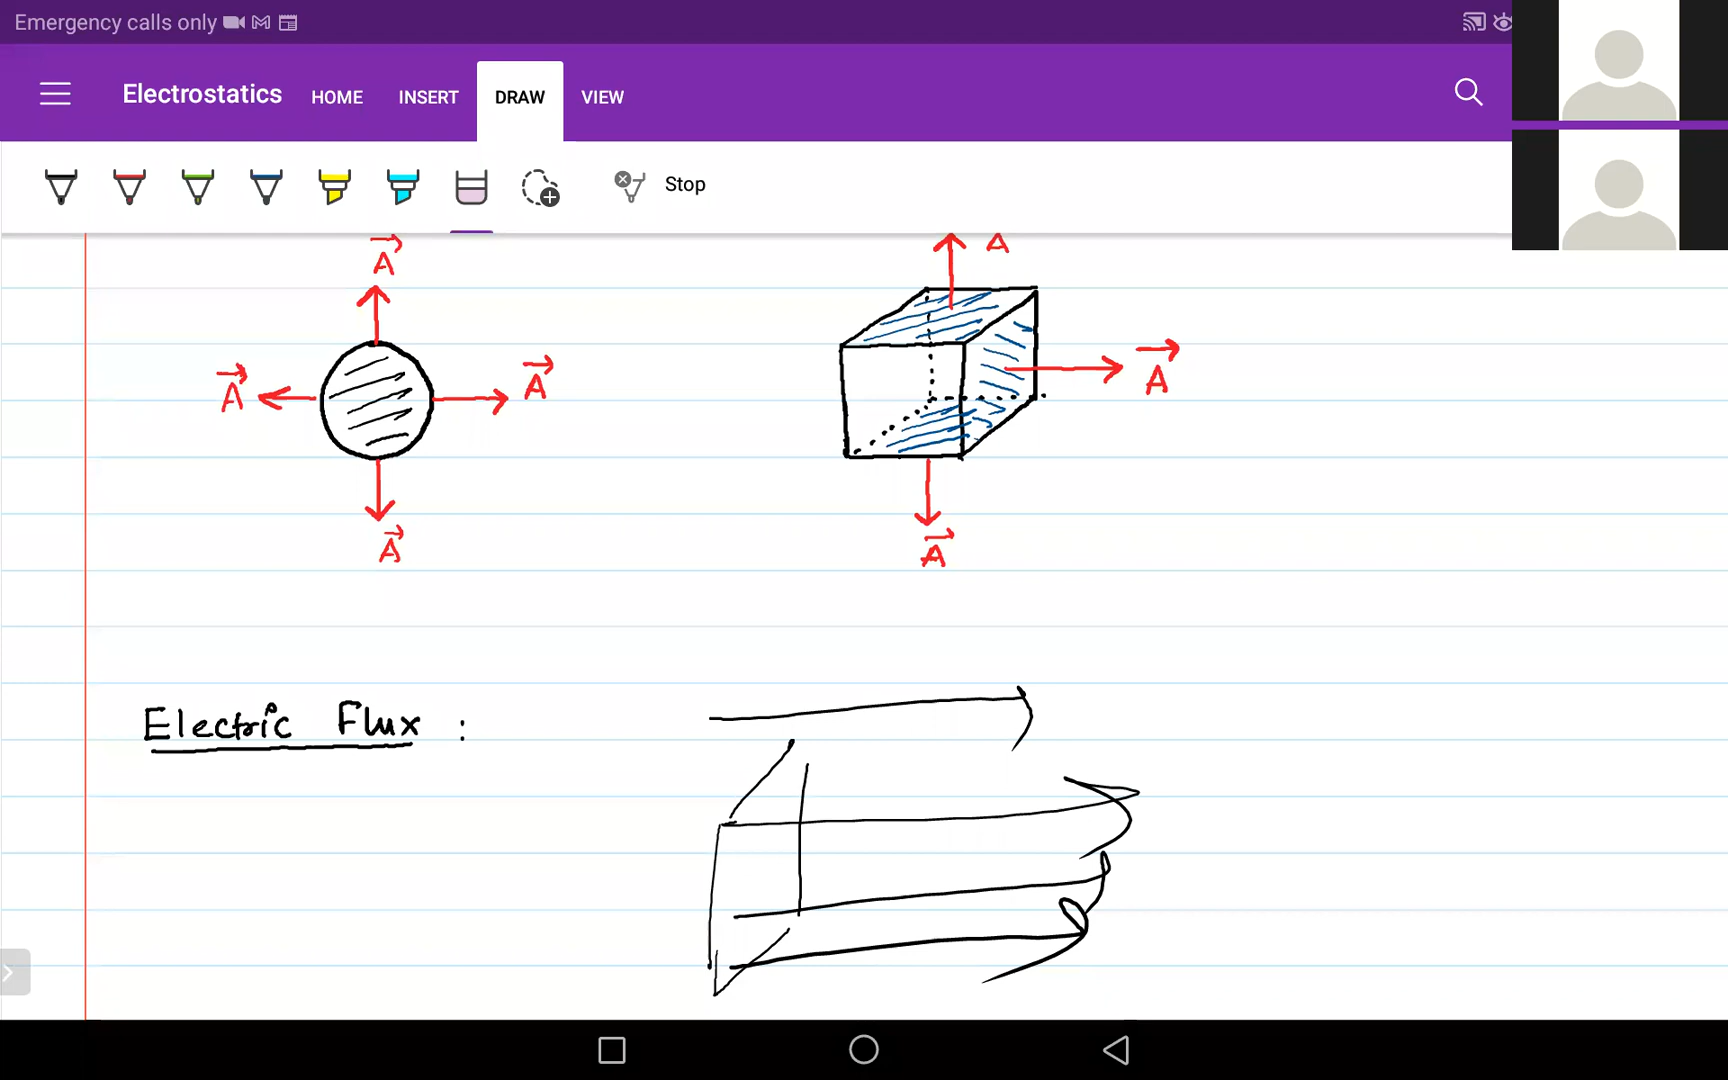 Emergency calls only
Electrostatics HOME INSERT DRAW VIEW
Stop
A⃗
A
A⃗ A⃗ A⃗
A⃗ A⃗
Electric Flux :